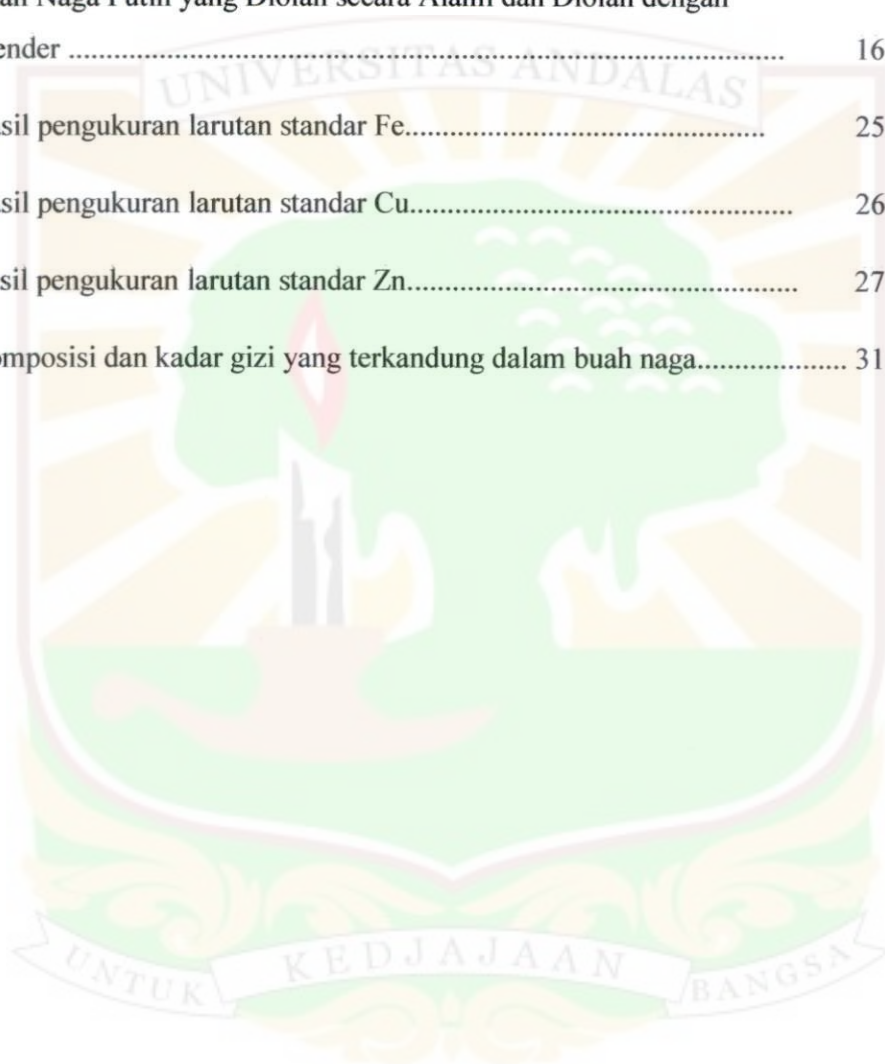 Naga Putih yang Diolah secara Alami dan Diolah dengan
ender ........ 16
UNIVERSITAS ANDALAS
sil pengukuran larutan standar Fe........ 25
sil pengukuran larutan standar Cu........ 26
sil pengukuran larutan standar Zn........ 27
omposisi dan kadar gizi yang terkandung dalam buah naga........ 31
UNTUK KEDJAJAAN BANGSA